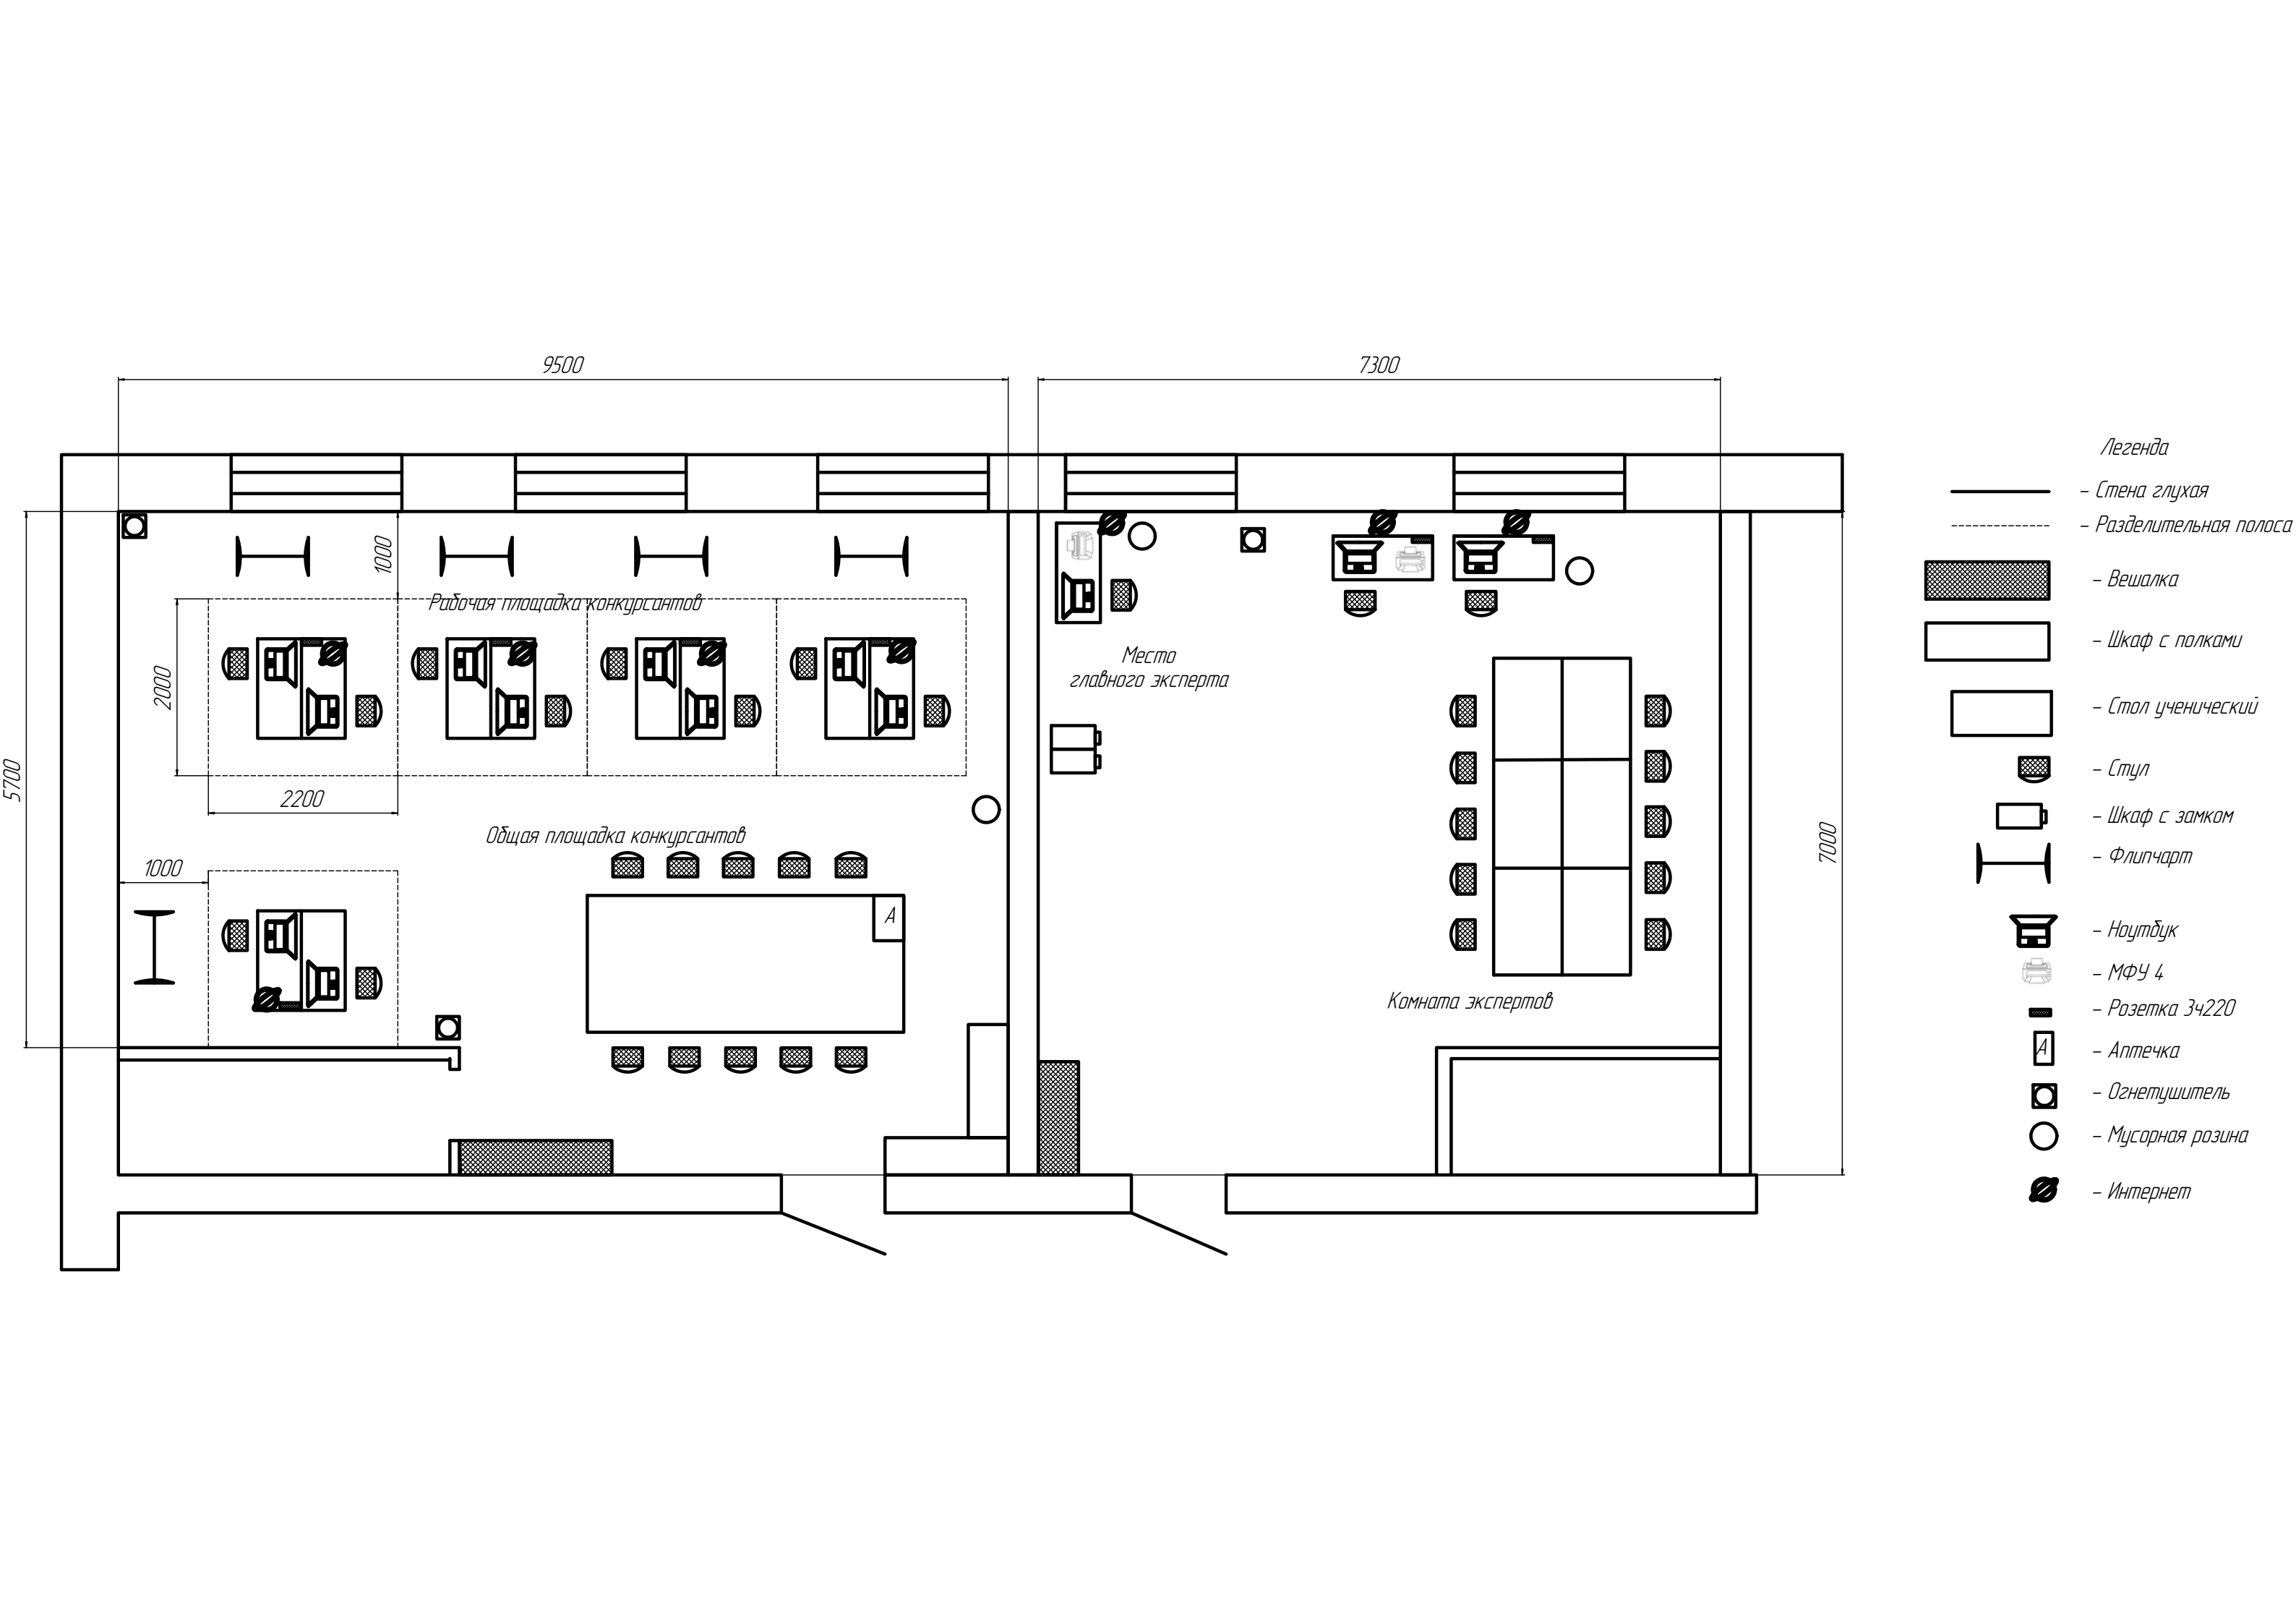 9500
7300
1000
Рабочая площадка конкурсантов
2000
2200
5700
Общая площадка конкурсантов
1000
А
Место
главного эксперта
Комната экспертов
7000
Легенда
- Стена глухая
- Разделительная полоса
- Вешалка
- Шкаф с полками
- Стол ученический
- Стул
- Шкаф с замком
- Флипчарт
- Ноутбук
- МФУ 4
- Розетка 3ч220
А
- Аптечка
- Огнетушитель
- Мусорная розина
- Интернет